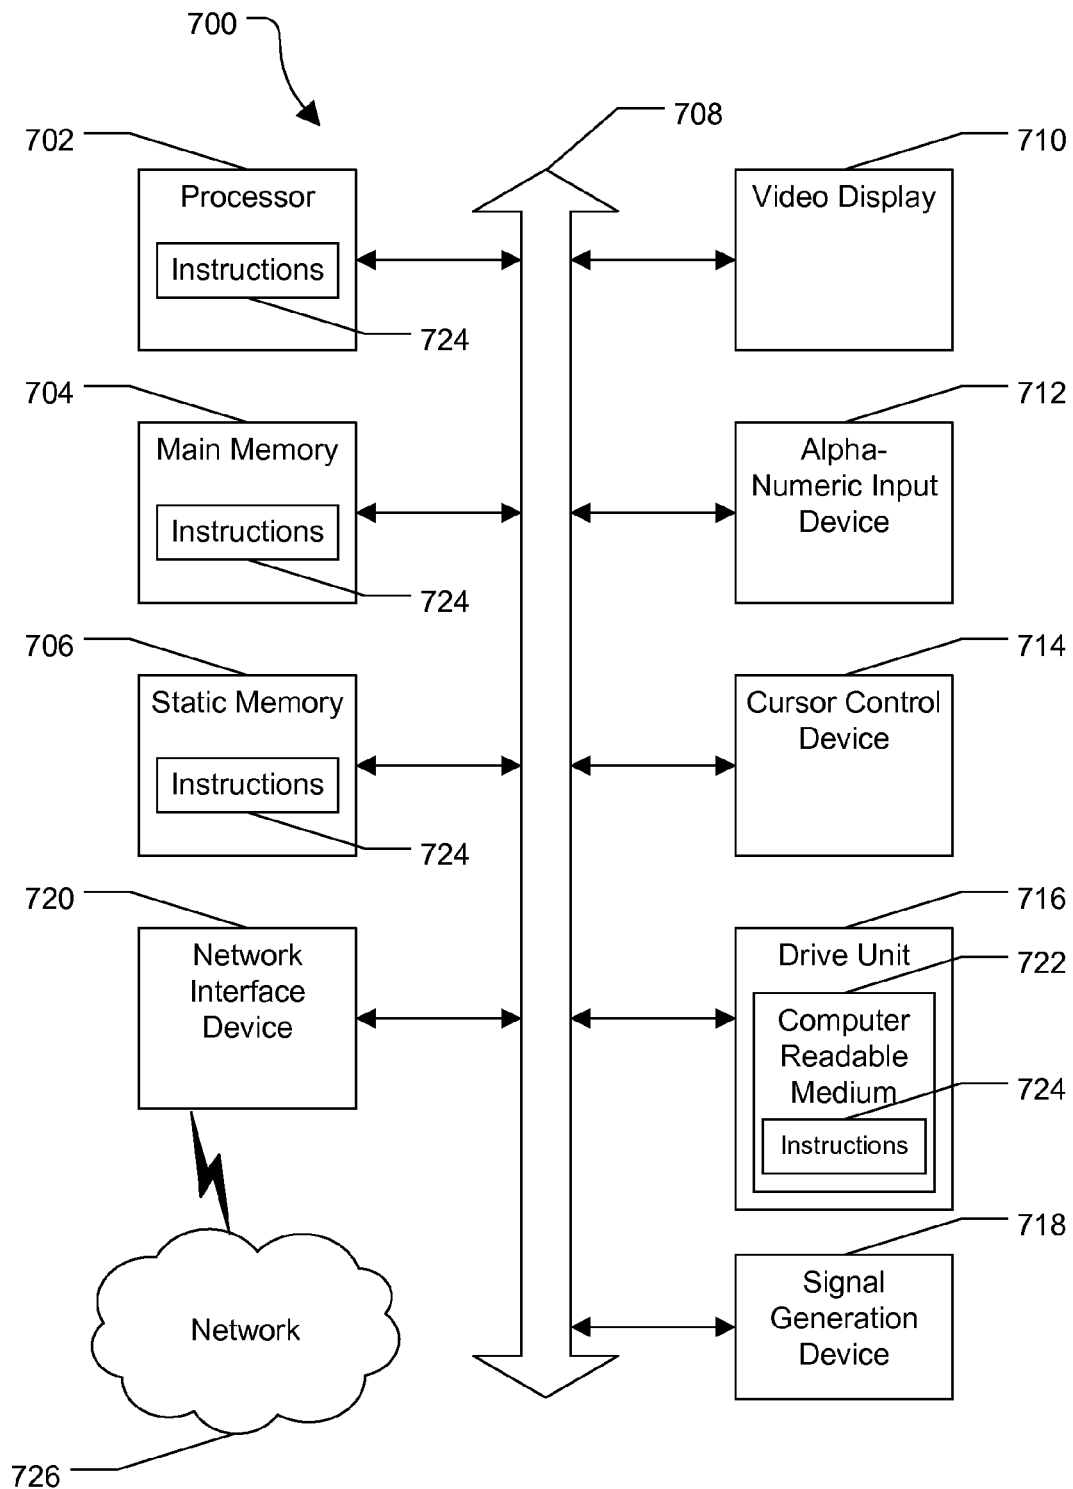 700
708
702
Processor
Instructions
724
710
Video Display
704
Main Memory
Instructions
724
712
Alpha-
Numeric Input
Device
706
Static Memory
Instructions
724
714
Cursor Control
Device
720
Network
Interface
Device
716
Drive Unit
722
Computer
Readable
Medium
724
Instructions
718
Signal
Generation
Device
Network
726